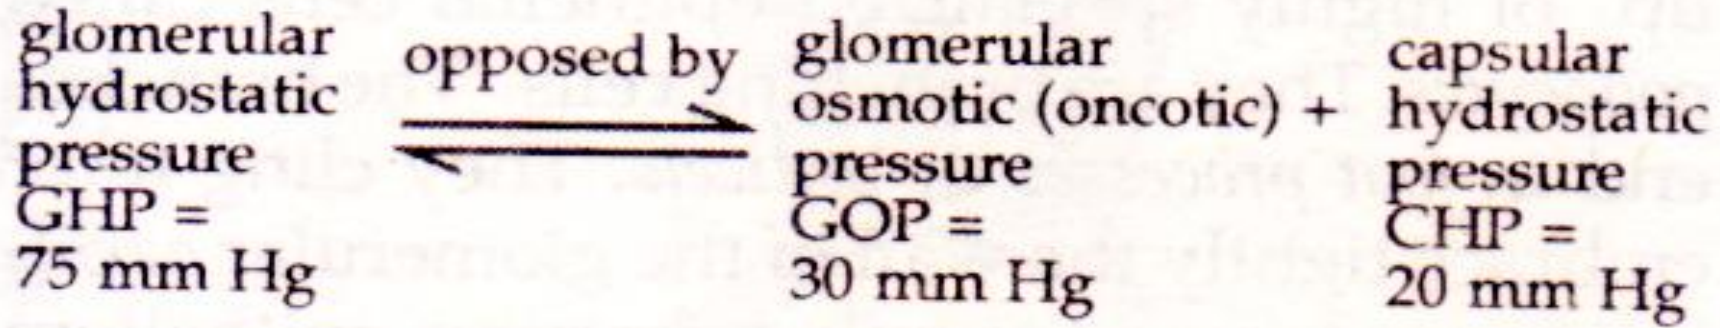 glomerular
hydrostatic
pressure
GHP =
75 mm Hg
opposed by
glomerular
osmotic (oncotic) +
pressure
GOP =
30 mm Hg
capsular
hydrostatic
pressure
CHP =
20 mm Hg